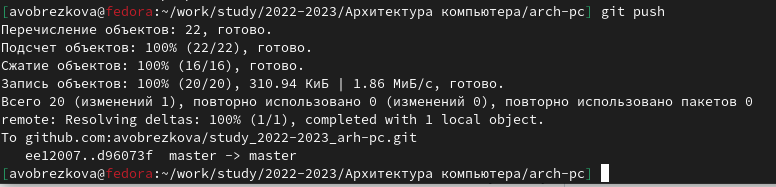 [avobrezkova@fedora:~/work/study/2022-2023/Архитектура компьютера/arch-pc] git push
Перечисление объектов: 22, готово.
Подсчет объектов: 100% (22/22), готово.
Сжатие объектов: 100% (16/16), готово.
Запись объектов: 100% (20/20), 310.94 КиБ | 1.86 МиБ/с, готово.
Всего 20 (изменений 1), повторно использовано 0 (изменений 0), повторно использовано пакетов 0
remote: Resolving deltas: 100% (1/1), completed with 1 local object.
To github.com:avobrezkova/study_2022-2023_arh-pc.git
   ee12007..d96073f  master -> master
[avobrezkova@fedora:~/work/study/2022-2023/Архитектура компьютера/arch-pc]